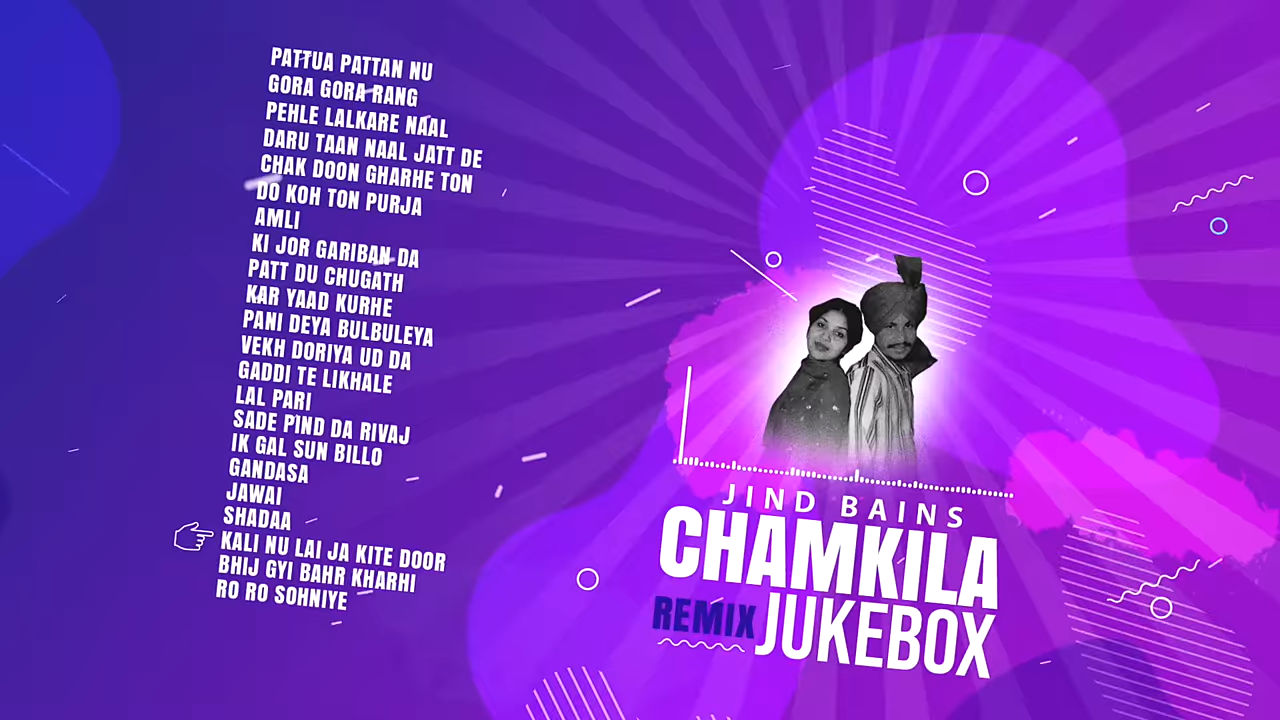 PATTUA PATTAN NU
GORA GORA RANG
PEHLE LALKARE NAAL
DARU TAAN NAAL JATT DE
CHAK DOON GHARHE TON
DO KOH TON PURJA
AMLI
KI JOR GARIBAN DA
PATT DU CHUGATH
KAR YAAD KURHE
PANI DEYA BULBULEYA
VEKH DORIYA UD DA
GADDI TE LIKHALE
LAL PARI
SADE PIND DA RIVAJ
IK GAL SUN BILLO
GANDASA
JAWAI
SHADAA
KALI NU LAI JA KITE DOOR
BHIJ GYI BAHR KHARHI
RO RO SOHNIYE
JIND BAINS
CHAMKILA
REMIX JUKEBOX